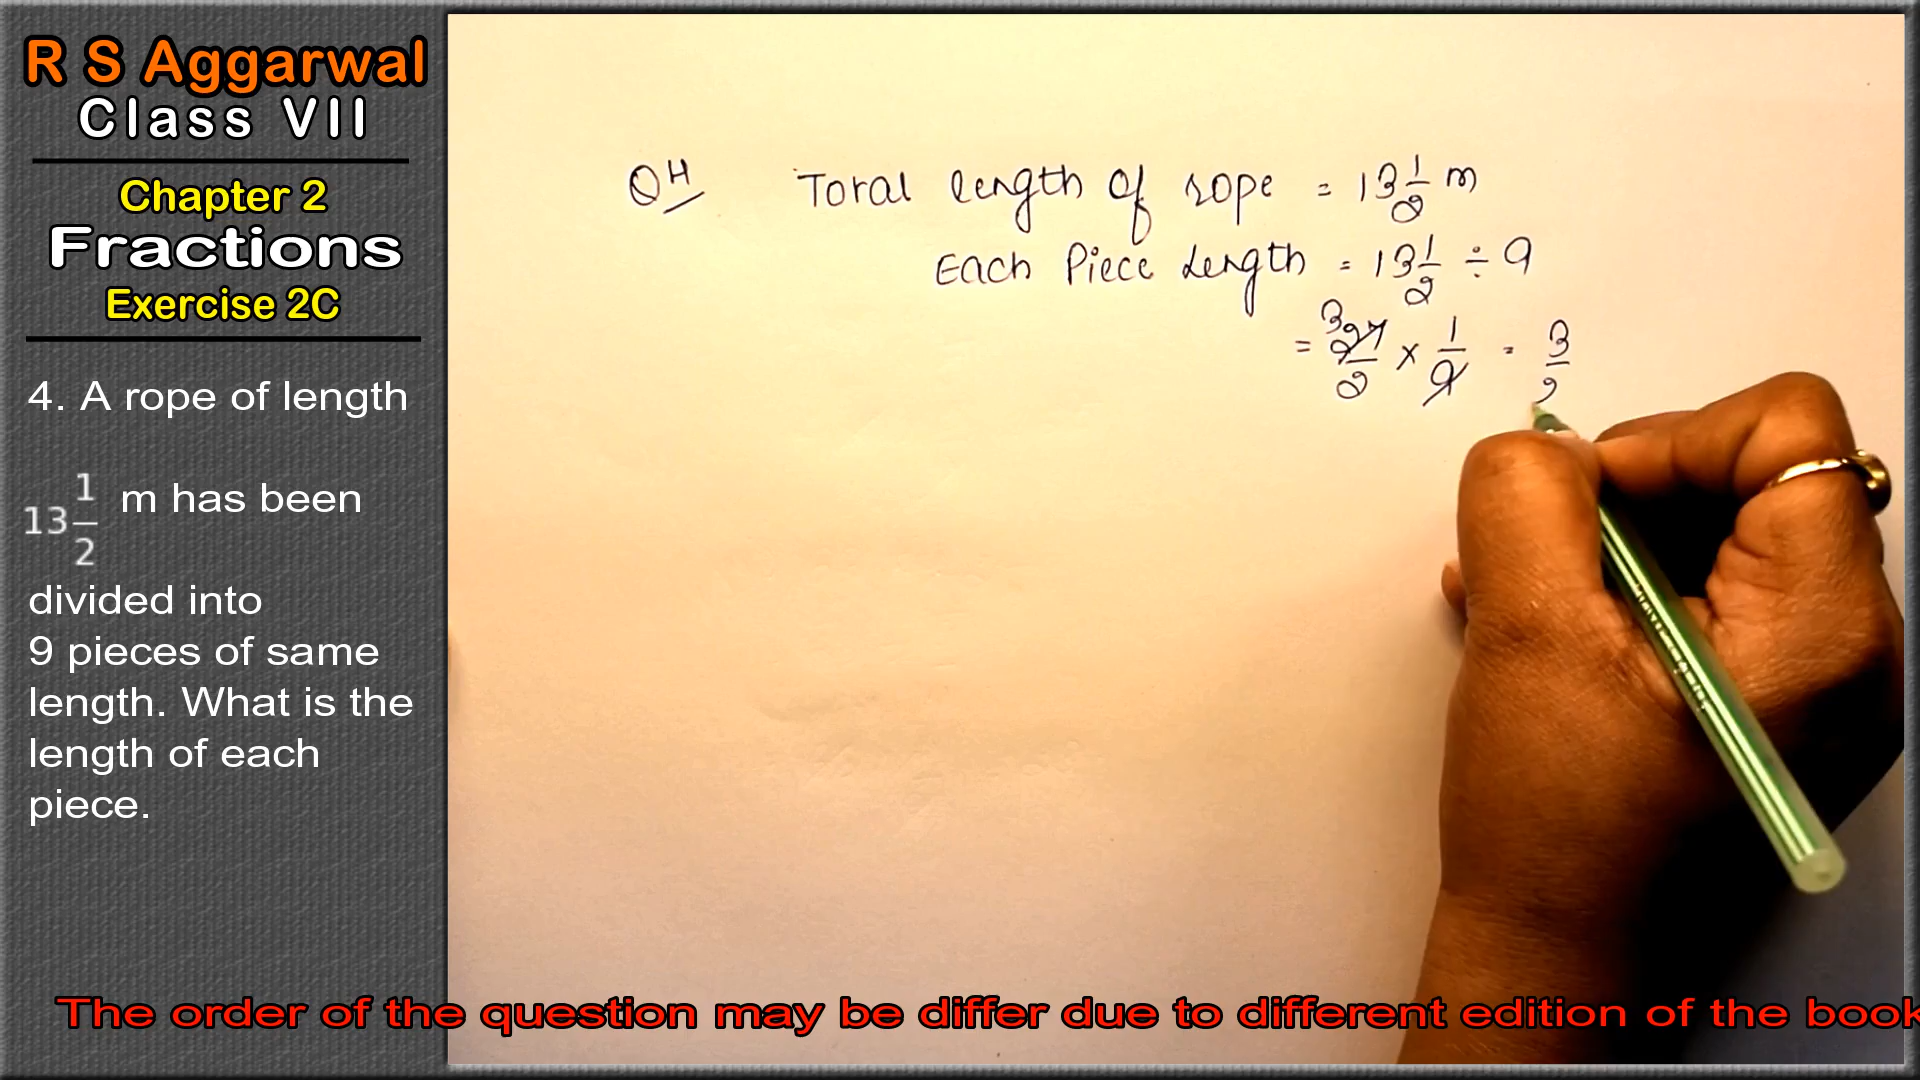 R S Aggarwal
Class VII
Chapter 2
Fractions
Exercise 2C
4. A rope of length
13 1/2 m has been
divided into
9 pieces of same
length. What is the
length of each
piece.
Q4 Total length of rope = 13 1/2 m
Each Piece Length = 13 1/2 ÷ 9
= 3 27/2 × 1/9 = 3/2
The order of the question may be differ due to different edition of the book